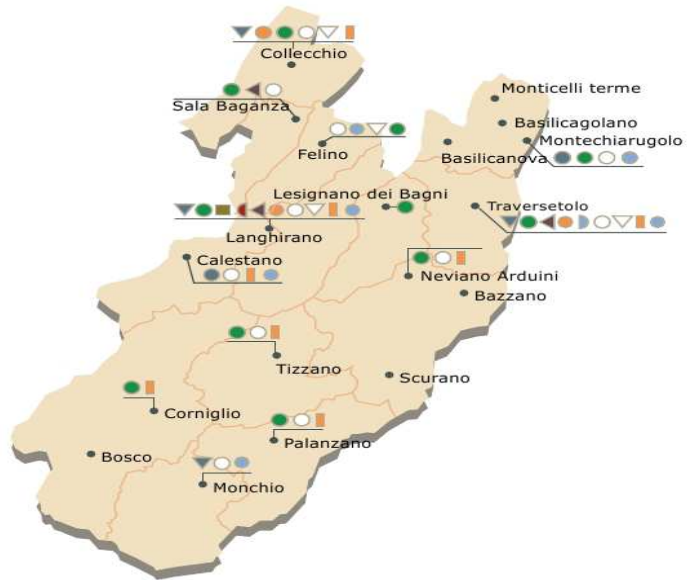 Collecchio
Monticelli terme
Sala Baganza
Basilicagolano
Montechiarugolo
Felino
Basilicanova
Lesignano dei Bagni
Traversetolo
Langhirano
Calestano
Neviano Arduini
Bazzano
Tizzano
Scurano
Corniglio
Palanzano
Bosco
Monchio